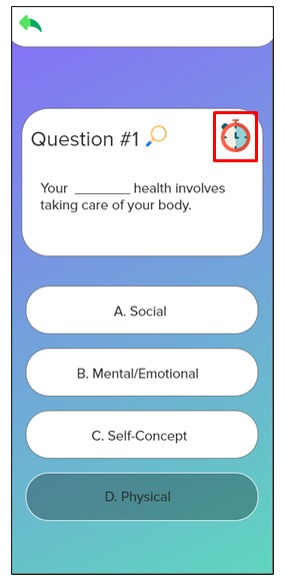 Question #1
Your ________ health involves
taking care of your body.
A. Social
B. Mental/Emotional
C. Self-Concept
D. Physical